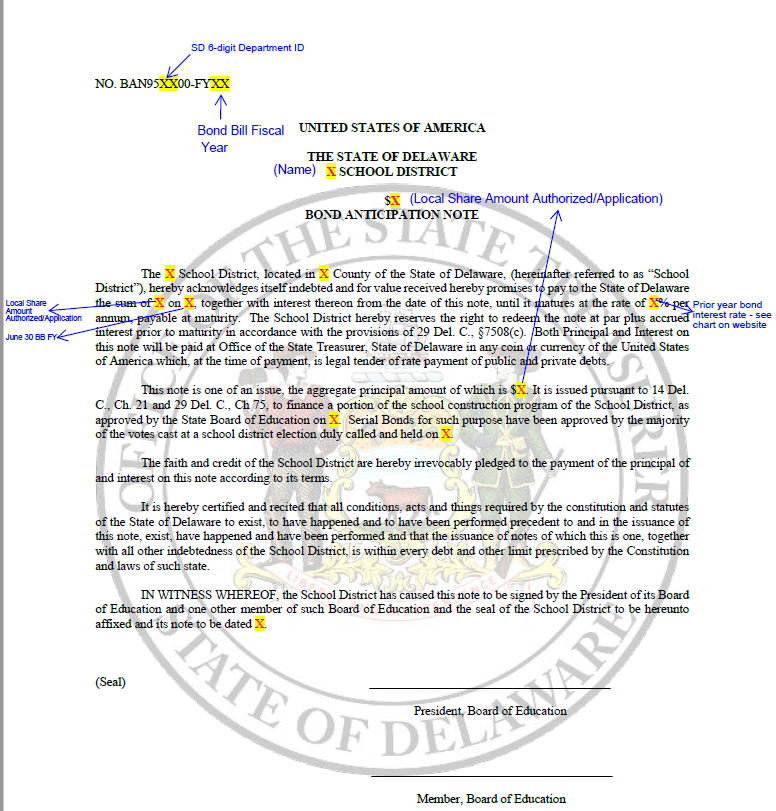 SD 6-digit Department ID
NO. BAN95XX00-FYXX
Bond Bill Fiscal
Year
UNITED STATES OF AMERICA
THE STATE OF DELAWARE
(Name) X SCHOOL DISTRICT
$X (Local Share Amount Authorized/Application)
BOND ANTICIPATION NOTE
The X School District, located in X County of the State of Delaware, (hereinafter referred to as “School
District”), hereby acknowledges itself indebted and for value received hereby promises to pay to the State of Delaware
the sum of X on X, together with interest thereon from the date of this note, until it matures at the rate of X% per
annum, payable at maturity. The School District hereby reserves the right to redeem the note at par plus accrued
interest prior to maturity in accordance with the provisions of 29 Del. C., §7508(c). Both Principal and Interest on
this note will be paid at Office of the State Treasurer, State of Delaware in any coin or currency of the United States
of America which, at the time of payment, is legal tender of rate payment of public and private debts.
Local Share
Amount
Authorized/Application
June 30 BB FY
Prior year bond
interest rate - see
chart on website
This note is one of an issue, the aggregate principal amount of which is $X. It is issued pursuant to 14 Del.
C., Ch. 21 and 29 Del. C., Ch 75, to finance a portion of the school construction program of the School District, as
approved by the State Board of Education on X. Serial Bonds for such purpose have been approved by the majority
of the votes cast at a school district election duly called and held on X.
The faith and credit of the School District are hereby irrevocably pledged to the payment of the principal of
and interest on this note according to its terms.
It is hereby certified and recited that all conditions, acts and things required by the constitution and statutes
of the State of Delaware to exist, to have happened and to have been performed precedent to and in the issuance of
this note, exist, have happened and have been performed and that the issuance of notes of which this is one, together
with all other indebtedness of the School District, is within every debt and other limit prescribed by the Constitution
and laws of such state.
IN WITNESS WHEREOF, the School District has caused this note to be signed by the President of its Board
of Education and one other member of such Board of Education and the seal of the School District to be hereunto
affixed and its note to be dated X.
(Seal)
President, Board of Education
Member, Board of Education
OFFICE OF THE STATE TREASURER
STATE OF DELAWARE
LIBERTY